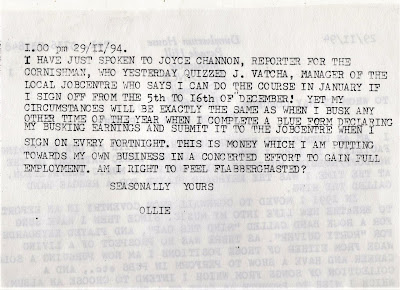 1.00 pm 29/11/94.
I HAVE JUST SPOKEN TO JOYCE CHANNON, REPORTER FOR THE
CORNISHMAN, WHO YESTERDAY QUIZZED J. VATCHA, MANAGER OF THE
LOCAL JOBCENTRE WHO SAYS I CAN DO THE COURSE IN JANUARY IF
I SIGN OFF FROM THE 5th TO 16th OF DECEMBER! YET MY
CIRCUMSTANCES WILL BE EXACTLY THE SAME AS WHEN I BUSK ANY
OTHER TIME OF THE YEAR WHEN I COMPLETE A BLUE FORM DECLARING
MY BUSKING EARNINGS AND SUBMIT IT TO THE JOBCENTRE WHEN I
SIGN ON EVERY FORTNIGHT. THIS IS MONEY WHICH I AM PUTTING
TOWARDS MY OWN BUSINESS IN A CONCERTED EFFORT TO GAIN FULL
EMPLOYMENT. AM I RIGHT TO FEEL FLABBERGHASTED?
SEASONALLY YOURS
OLLIE